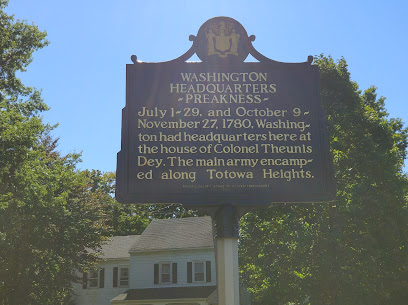 WASHINGTON
HEADQUARTERS
-PREAKNESS-
July 1-29, and October 9-
November 27, 1780, Washing-
ton had headquarters here at
the house of Colonel Theunis
Dey. The main army encamp-
ed along Totowa Heights.